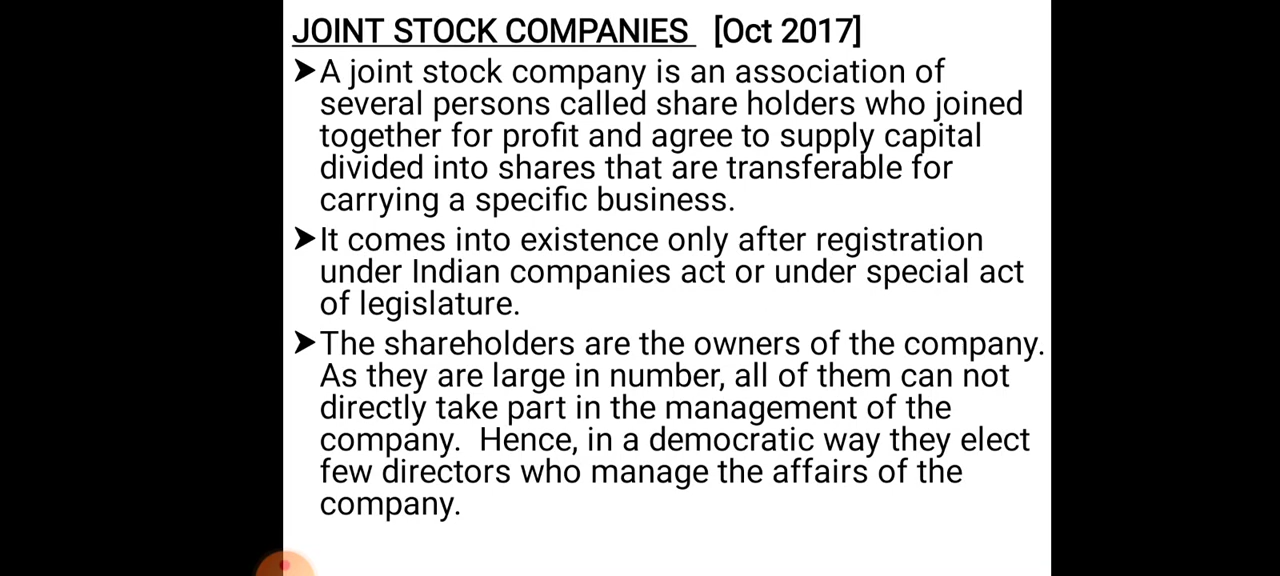 JOINT STOCK COMPANIES [Oct 2017]
➤A joint stock company is an association of
several persons called share holders who joined
together for profit and agree to supply capital
divided into shares that are transferable for
carrying a specific business.
➤It comes into existence only after registration
under Indian companies act or under special act
of legislature.
➤The shareholders are the owners of the company.
As they are large in number, all of them can not
directly take part in the management of the
company. Hence, in a democratic way they elect
few directors who manage the affairs of the
company.